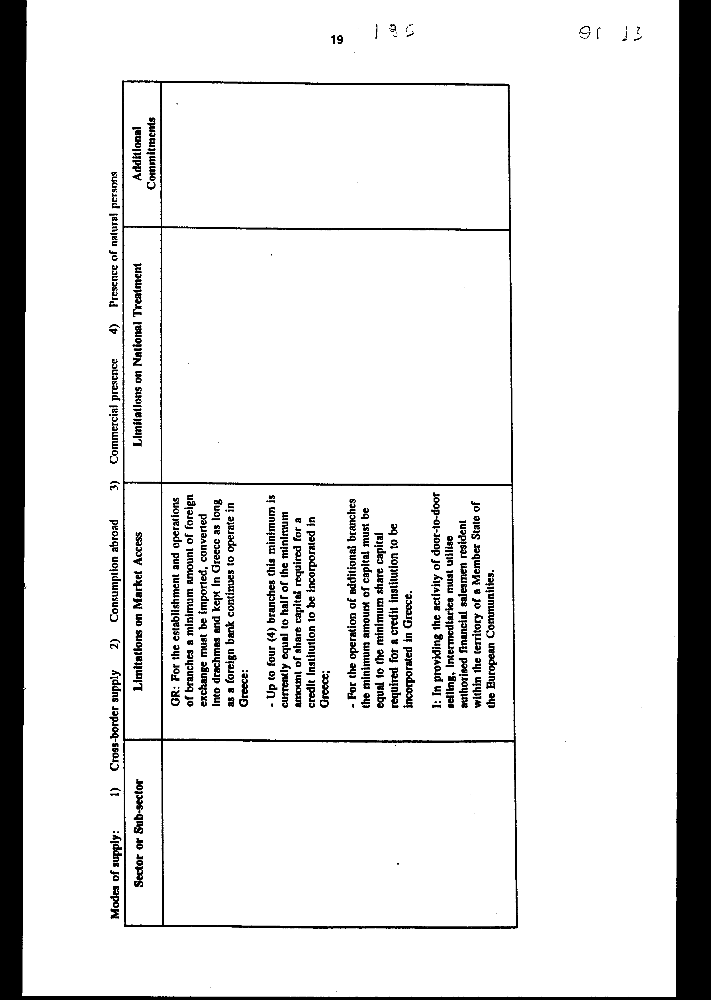 19
195
Θr 13
Modes of supply: 1) Cross-border supply 2) Consumption abroad 3) Commercial presence 4) Presence of natural persons
Sector or Sub-sector
Limitations on Market Access
Limitations on National Treatment
Additional
Commitments
GR: For the establishment and operations
of branches a minimum amount of foreign
exchange must be imported, converted
into drachmas and kept in Greece as long
as a foreign bank continues to operate in
Greece:
- Up to four (4) branches this minimum is
currently equal to half of the minimum
amount of share capital required for a
credit institution to be incorporated in
Greece;
- For the operation of additional branches
the minimum amount of capital must be
equal to the minimum share capital
required for a credit institution to be
incorporated in Greece.
I: In providing the activity of door-to-door
selling, intermediaries must utilise
authorised financial salesmen resident
within the territory of a Member State of
the European Communities.